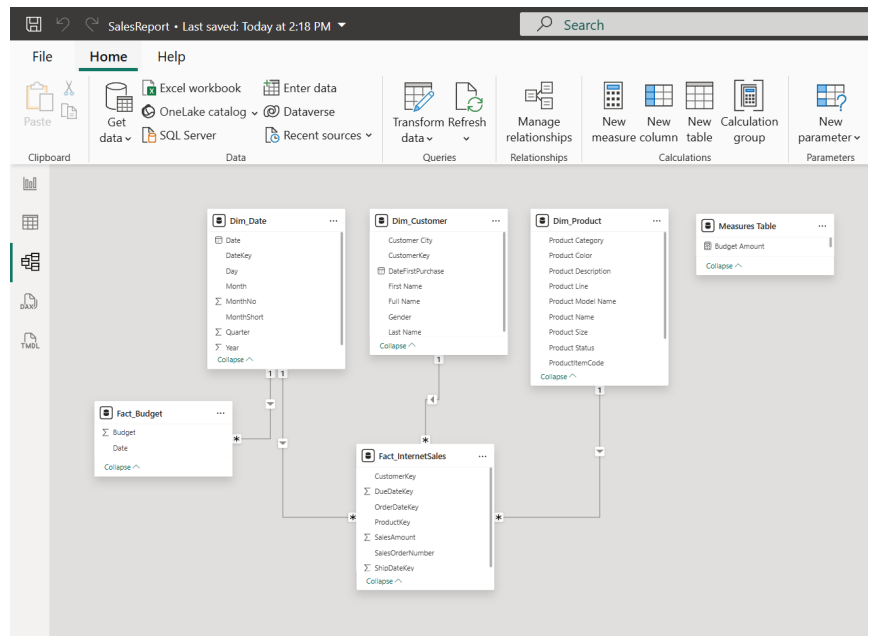 SalesReport • Last saved: Today at 2:18 PM
Search
File Home Help
Paste
Clipboard
Get data
Excel workbook
OneLake catalog
SQL Server
Enter data
Dataverse
Recent sources
Data
Transform data
Refresh
Queries
Manage relationships
Relationships
New measure
New column
New table
Calculation group
Calculations
New parameter
Parameters
DAX
TMDL
Dim_Date
Date
DateKey
Day
Month
MonthNo
MonthShort
Quarter
Year
Collapse
Dim_Customer
Customer City
CustomerKey
DateFirstPurchase
First Name
Full Name
Gender
Last Name
Collapse
Dim_Product
Product Category
Product Color
Product Description
Product Line
Product Model Name
Product Name
Product Size
Product Status
ProductItemCode
Collapse
Measures Table
Budget Amount
Collapse
1 1
1
1
Fact_Budget
Budget
Date
Collapse
*
*
Fact_InternetSales
CustomerKey
DueDateKey
OrderDateKey
ProductKey
SalesAmount
SalesOrderNumber
ShipDateKey
Collapse
*
*